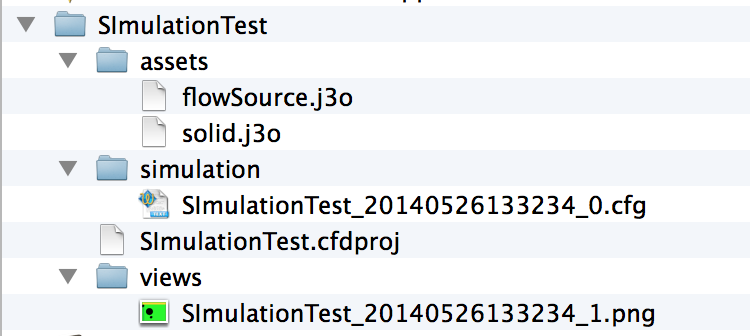 SImulationTest
assets
flowSource.j3o
solid.j3o
simulation
SImulationTest_20140526133234_0.cfg
SImulationTest.cfdproj
views
SImulationTest_20140526133234_1.png